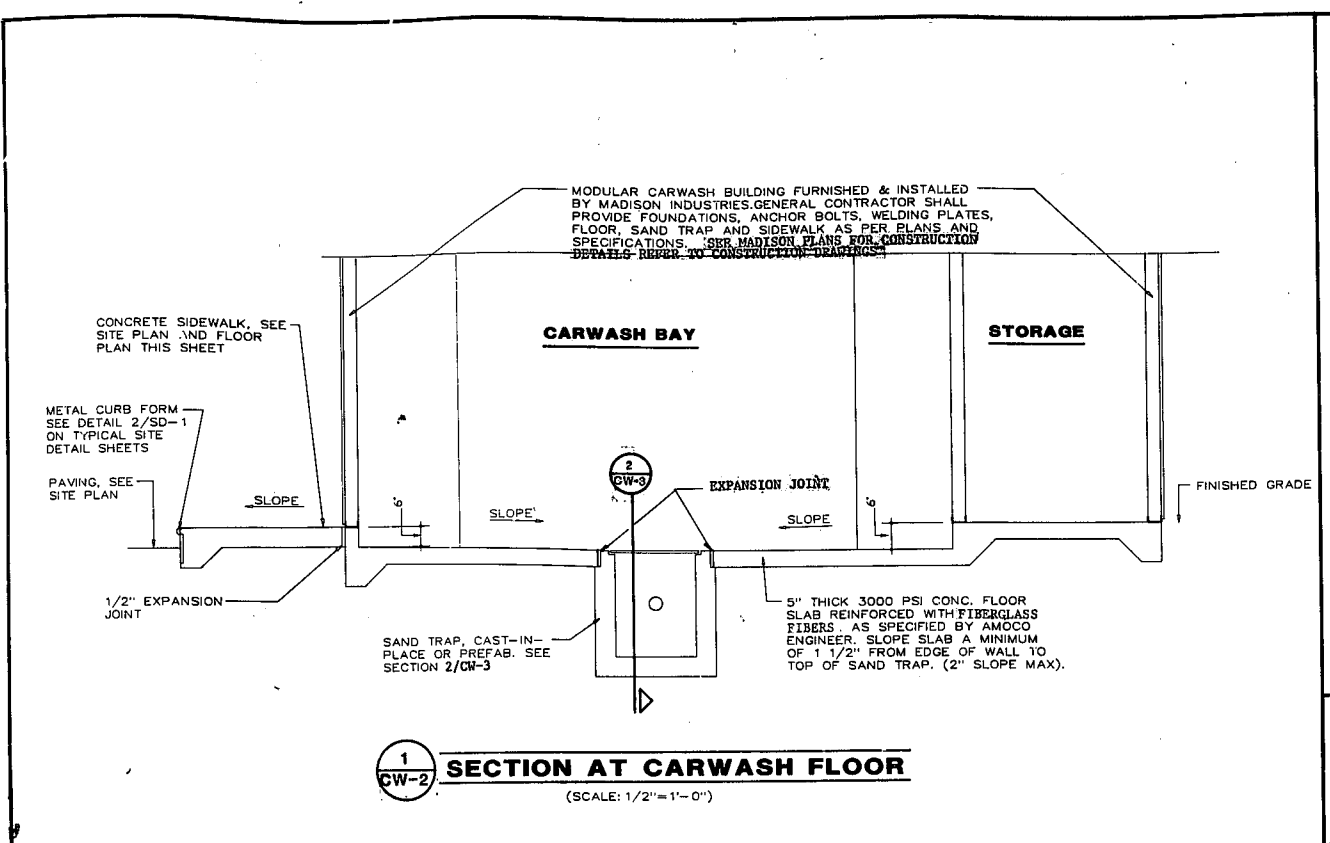 MODULAR CARWASH BUILDING FURNISHED & INSTALLED
BY MADISON INDUSTRIES.GENERAL CONTRACTOR SHALL
PROVIDE FOUNDATIONS, ANCHOR BOLTS, WELDING PLATES,
FLOOR, SAND TRAP AND SIDEWALK AS PER PLANS AND
SPECIFICATIONS. SEE MADISON PLANS FOR CONSTRUCTION
DETAILS REFER TO CONSTRUCTION DRAWINGS
CONCRETE SIDEWALK, SEE
SITE PLAN AND FLOOR
PLAN THIS SHEET
CARWASH BAY
STORAGE
METAL CURB FORM
SEE DETAIL 2/SD-1
ON TYPICAL SITE
DETAIL SHEETS
2
CW-3
PAVING, SEE
SITE PLAN
EXPANSION JOINT
FINISHED GRADE
SLOPE
6"
SLOPE
SLOPE
6"
1/2" EXPANSION
JOINT
SAND TRAP, CAST-IN-
PLACE OR PREFAB. SEE
SECTION 2/CW-3
5" THICK 3000 PSI CONC. FLOOR
SLAB REINFORCED WITH FIBERGLASS
FIBERS. AS SPECIFIED BY AMOCO
ENGINEER. SLOPE SLAB A MINIMUM
OF 1 1/2" FROM EDGE OF WALL TO
TOP OF SAND TRAP. (2" SLOPE MAX).
1
CW-2
SECTION AT CARWASH FLOOR
(SCALE: 1/2"=1'-0")